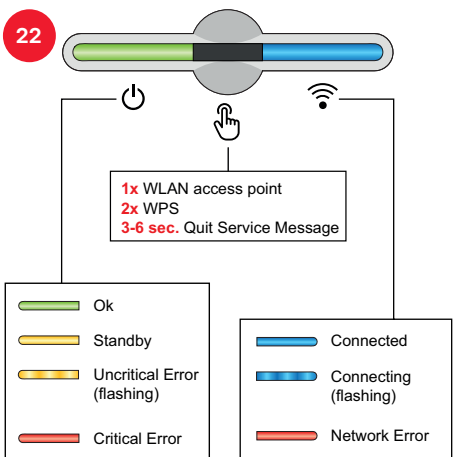 22
1x WLAN access point
2x WPS
3-6 sec. Quit Service Message
Ok
Standby
Uncritical Error
(flashing)
Critical Error
Connected
Connecting
(flashing)
Network Error